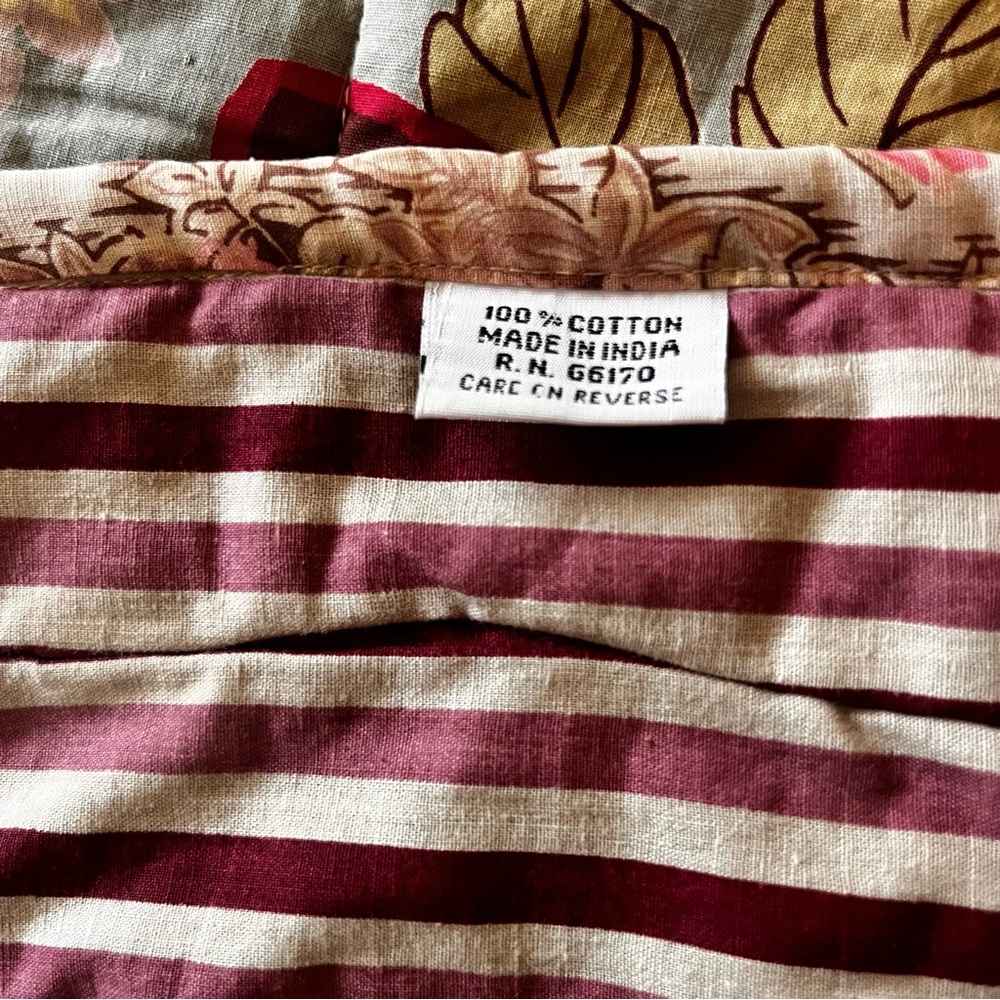 100 % COTTON
MADE IN INDIA
R. N. 66170
CARE ON REVERSE